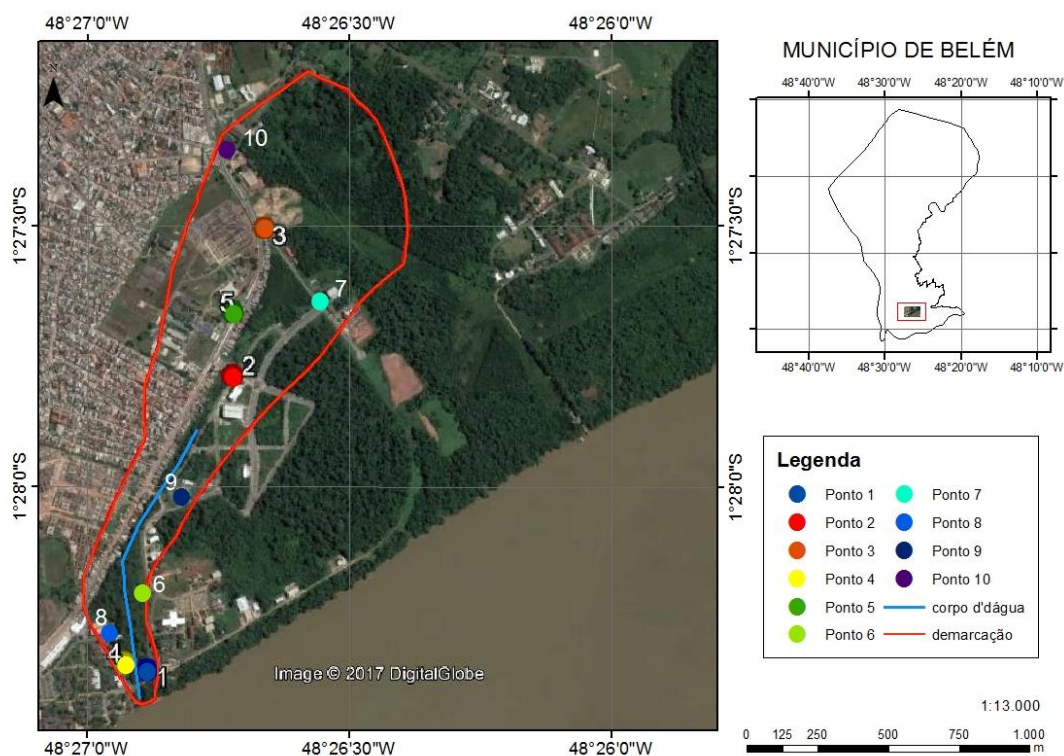 48°27'0"W
48°26'30"W
48°26'0"W
N
10
3
7
5
2
9
6
8
4
1
1°27'30"S
1°28'0"S
1°27'30"S
1°28'0"S
Image © 2017 DigitalGlobe
48°27'0"W
48°26'30"W
48°26'0"W
MUNICÍPIO DE BELÉM
48°40'0"W
48°30'0"W
48°20'0"W
48°10'0"W
48°40'0"W
48°30'0"W
48°20'0"W
48°10'0"W
Legenda
Ponto 1
Ponto 2
Ponto 3
Ponto 4
Ponto 5
Ponto 6
Ponto 7
Ponto 8
Ponto 9
Ponto 10
corpo d'dágua
demarcação
1:13.000
0 250 500 750 1.000
m